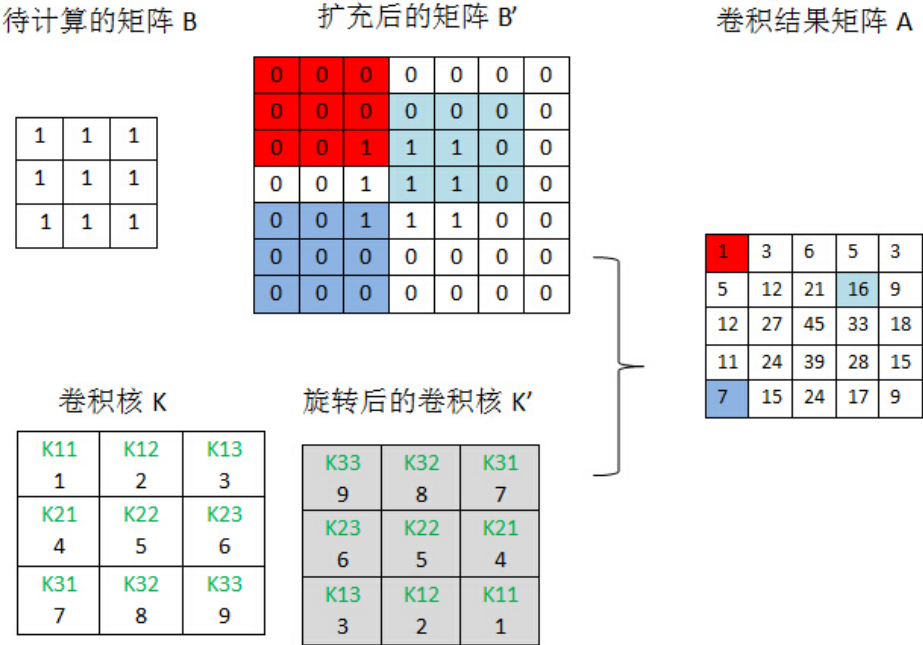 待计算的矩阵 B
扩充后的矩阵 B'
卷积结果矩阵 A
1 1 1
1 1 1
1 1 1
0 0 0 0 0 0 0
0 0 0 0 0 0 0
0 0 1 1 1 0 0
0 0 1 1 1 0 0
0 0 1 1 1 0 0
0 0 0 0 0 0 0
0 0 0 0 0 0 0
1 3 6 5 3
5 12 21 16 9
12 27 45 33 18
11 24 39 28 15
7 15 24 17 9
卷积核 K
K11 K12 K13
1 2 3
K21 K22 K23
4 5 6
K31 K32 K33
7 8 9
旋转后的卷积核 K'
K33 K32 K31
9 8 7
K23 K22 K21
6 5 4
K13 K12 K11
3 2 1